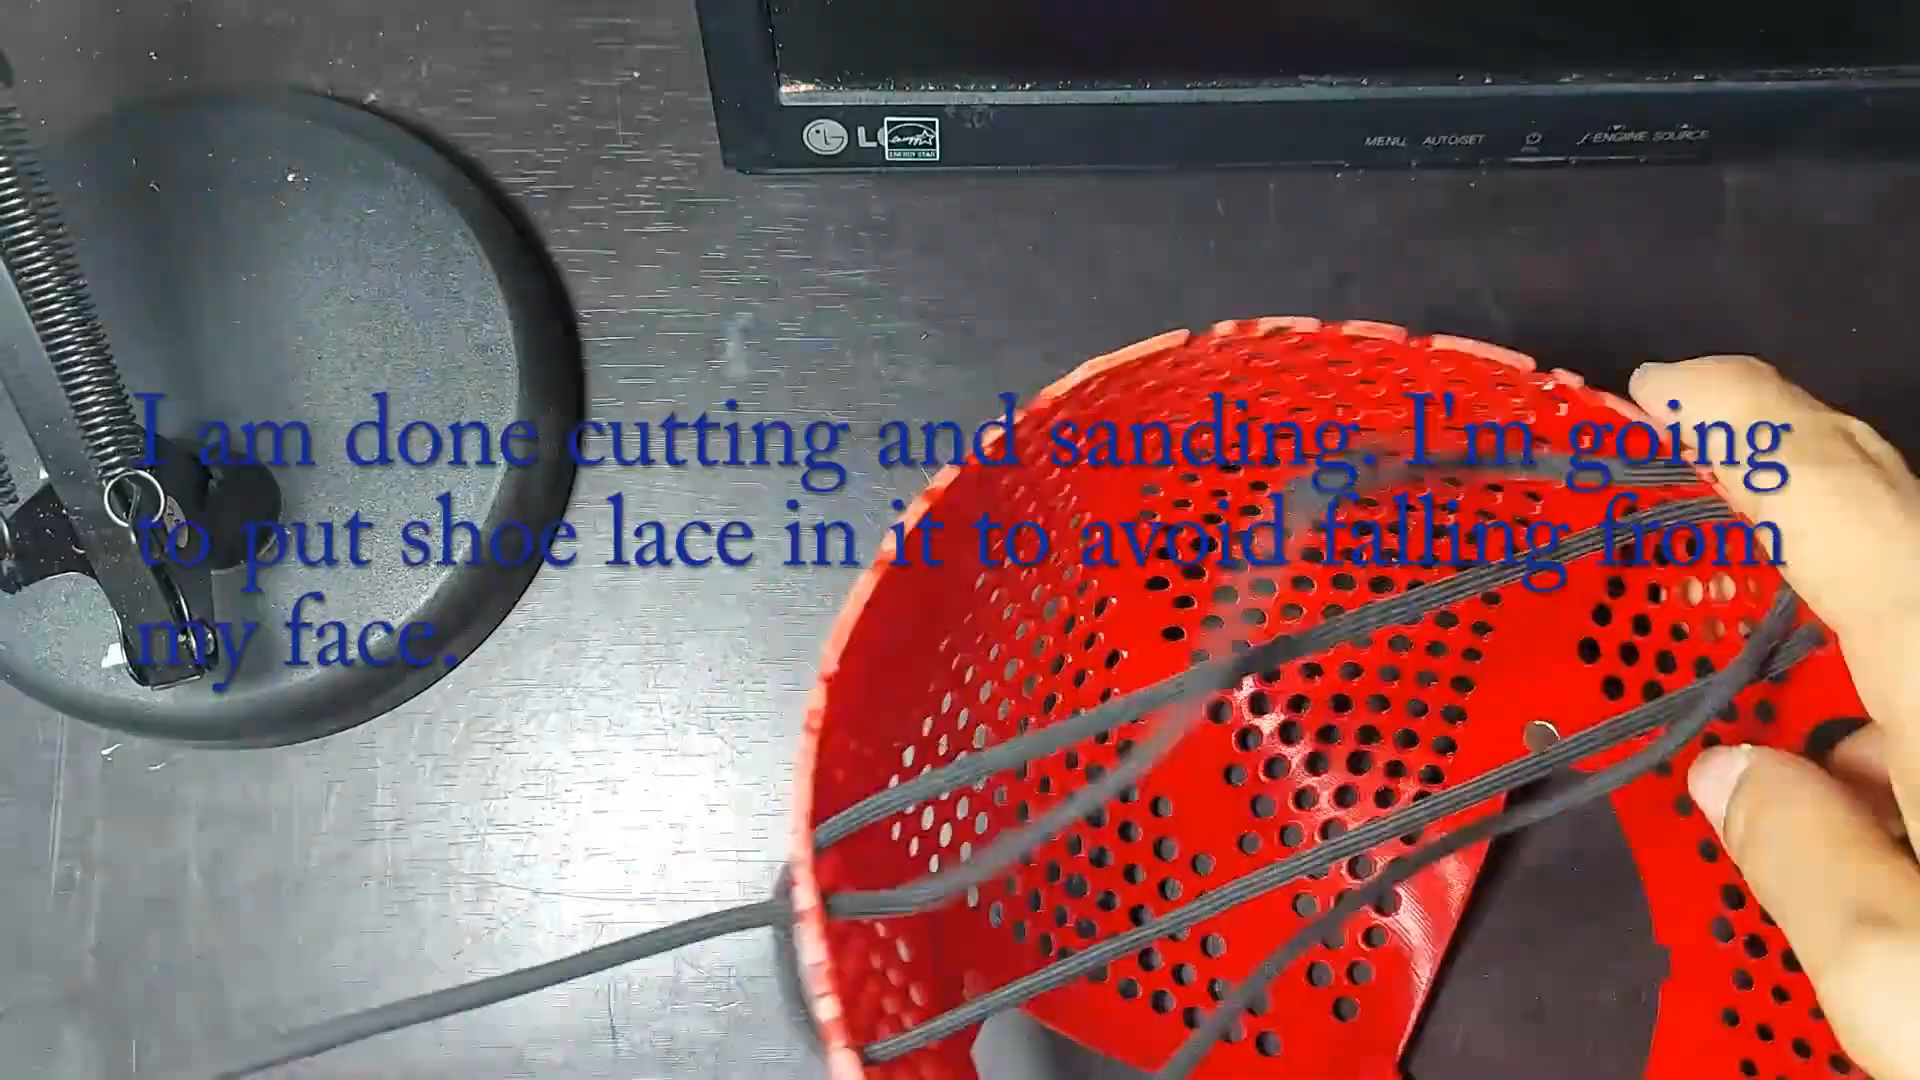 LG
ENERGY STAR
MENU AUTO/SET f-ENGINE SOURCE
I am done cutting and sanding. I'm going
to put shoe lace in it to avoid falling from
my face.